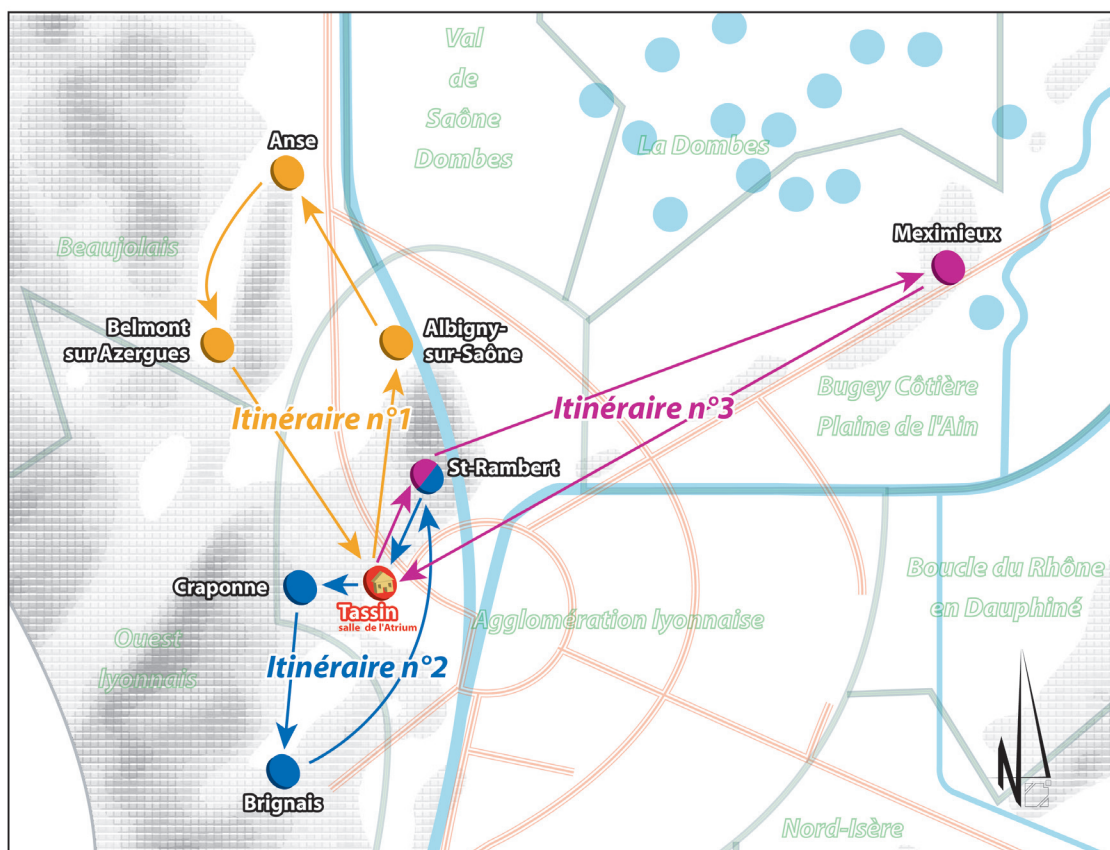 Val
de
Saône
Dombes
La Dombes
Anse
Beaujolais
Meximieux
Belmont
sur Azergues
Albigny-
sur-Saône
Bugey Côtière
Plaine de l'Ain
Itinéraire n°1
Itinéraire n°3
St-Rambert
Craponne
Tassin
salle de l'Atrium
Agglomération lyonnaise
Boucle du Rhône
en Dauphiné
Ouest
lyonnais
Itinéraire n°2
Brignais
Nord-Isère
N